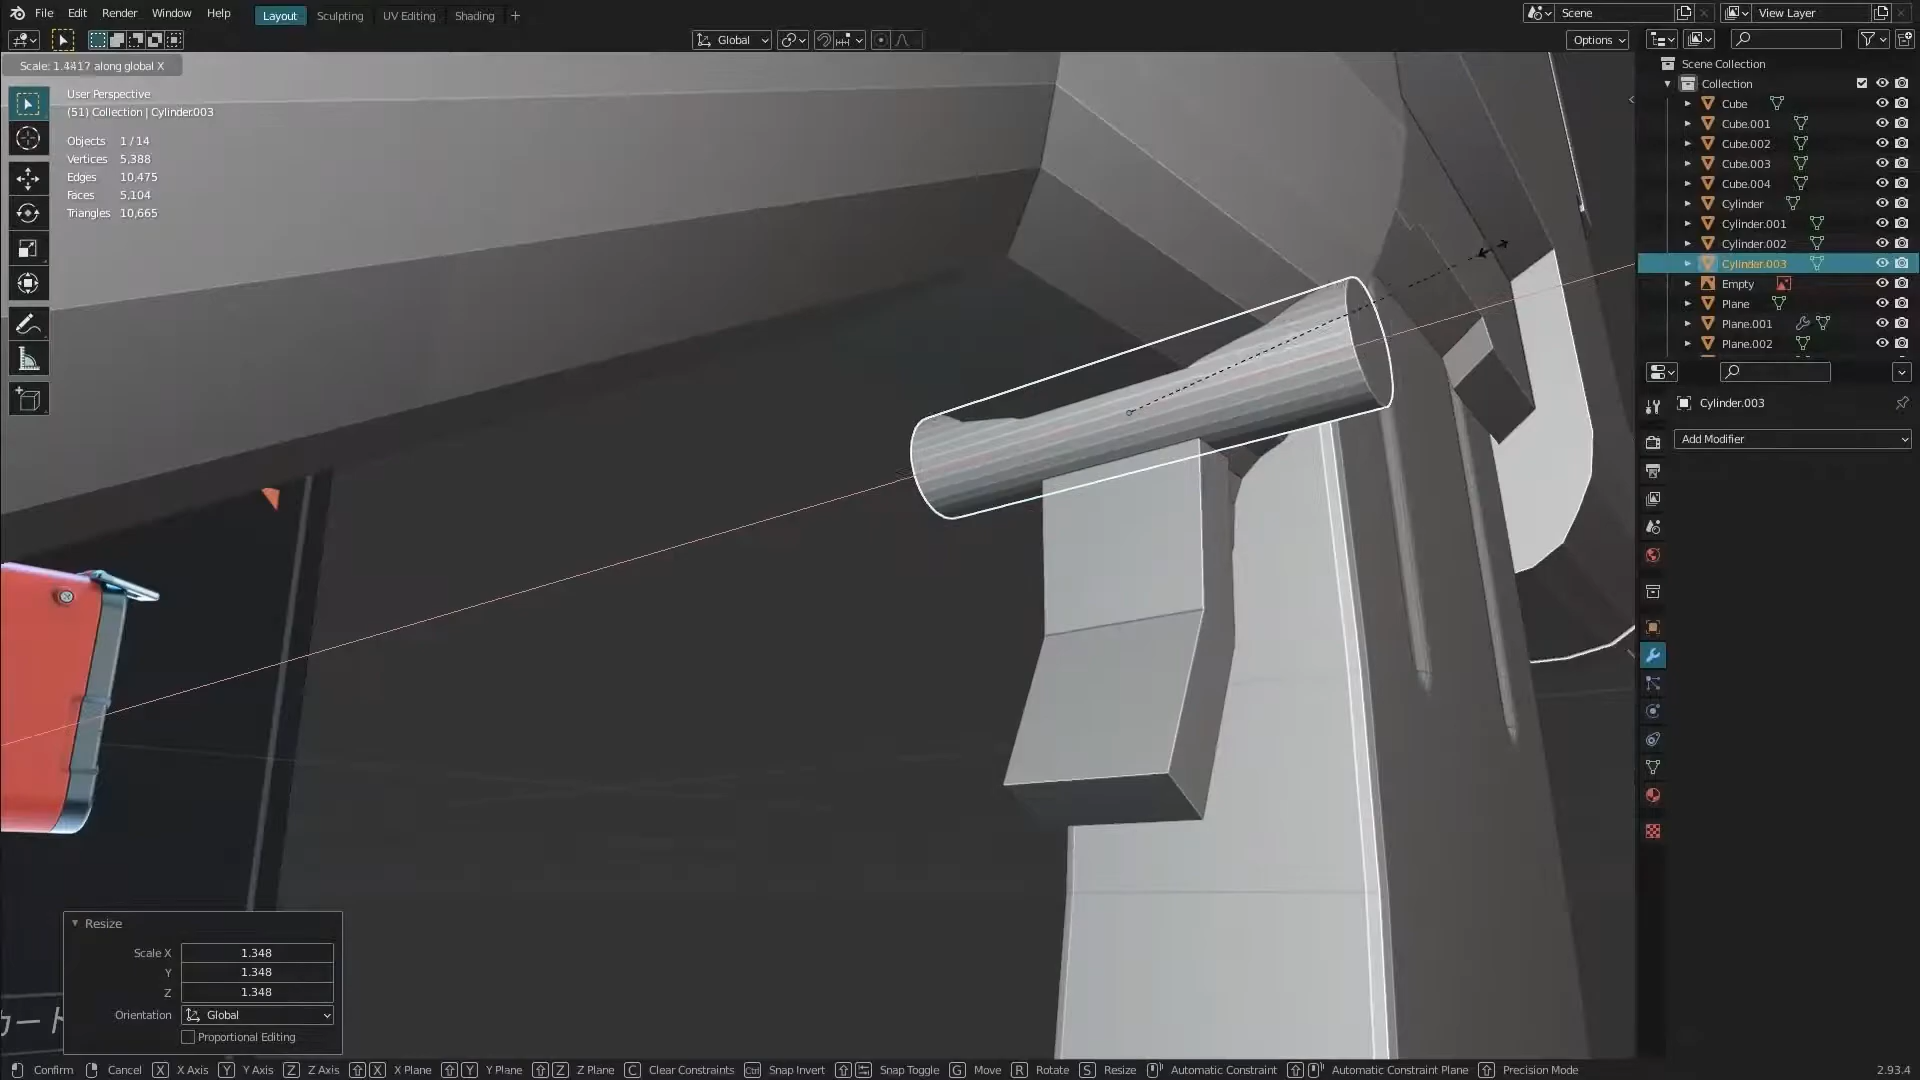 File Edit Render Window Help Layout Sculpting UV Editing Shading + Scene View Layer
Global Options
Scale: 1.4417 along global X
User Perspective
(51) Collection | Cylinder.003
Objects 1/14
Vertices 5,388
Edges 10,475
Faces 5,104
Triangles 10,665
Scene Collection
Collection
Cube
Cube.001
Cube.002
Cube.003
Cube.004
Cylinder
Cylinder.001
Cylinder.002
Cylinder.003
Empty
Plane
Plane.001
Plane.002
Cylinder.003
Add Modifier
Resize
Scale X 1.348
Y 1.348
Z 1.348
Orientation Global
Proportional Editing
カート
Confirm Cancel X X Axis Y Y Axis Z Z Axis X X Plane Y Y Plane Z Z Plane C Clear Constraints Ctrl Snap Invert Snap Toggle G Move R Rotate S Resize Automatic Constraint Automatic Constraint Plane Precision Mode 2.93.4